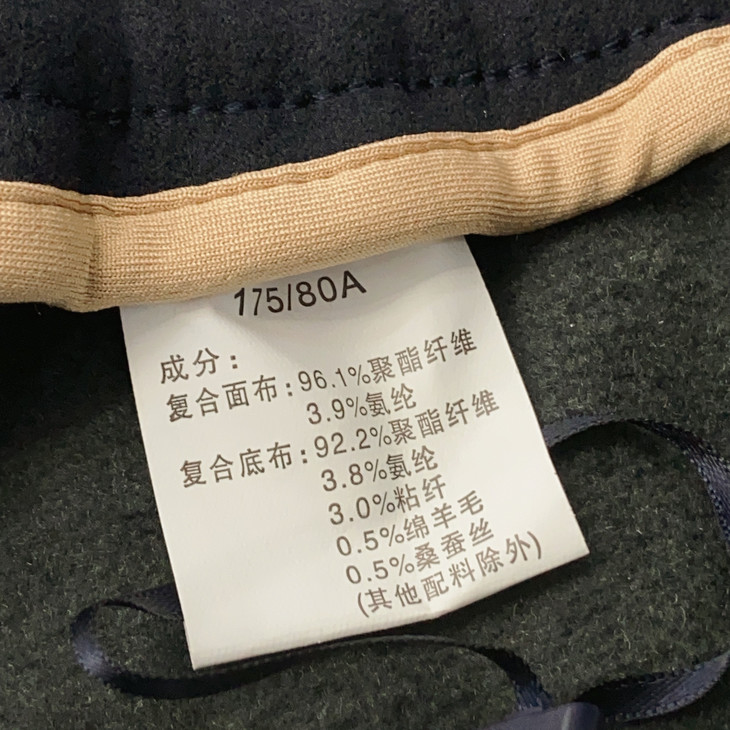 175/80A
成分：
复合面布：96.1%聚酯纤维
3.9%氨纶
复合底布：92.2%聚酯纤维
3.8%氨纶
3.0%粘纤
0.5%绵羊毛
0.5%桑蚕丝
(其他配料除外)